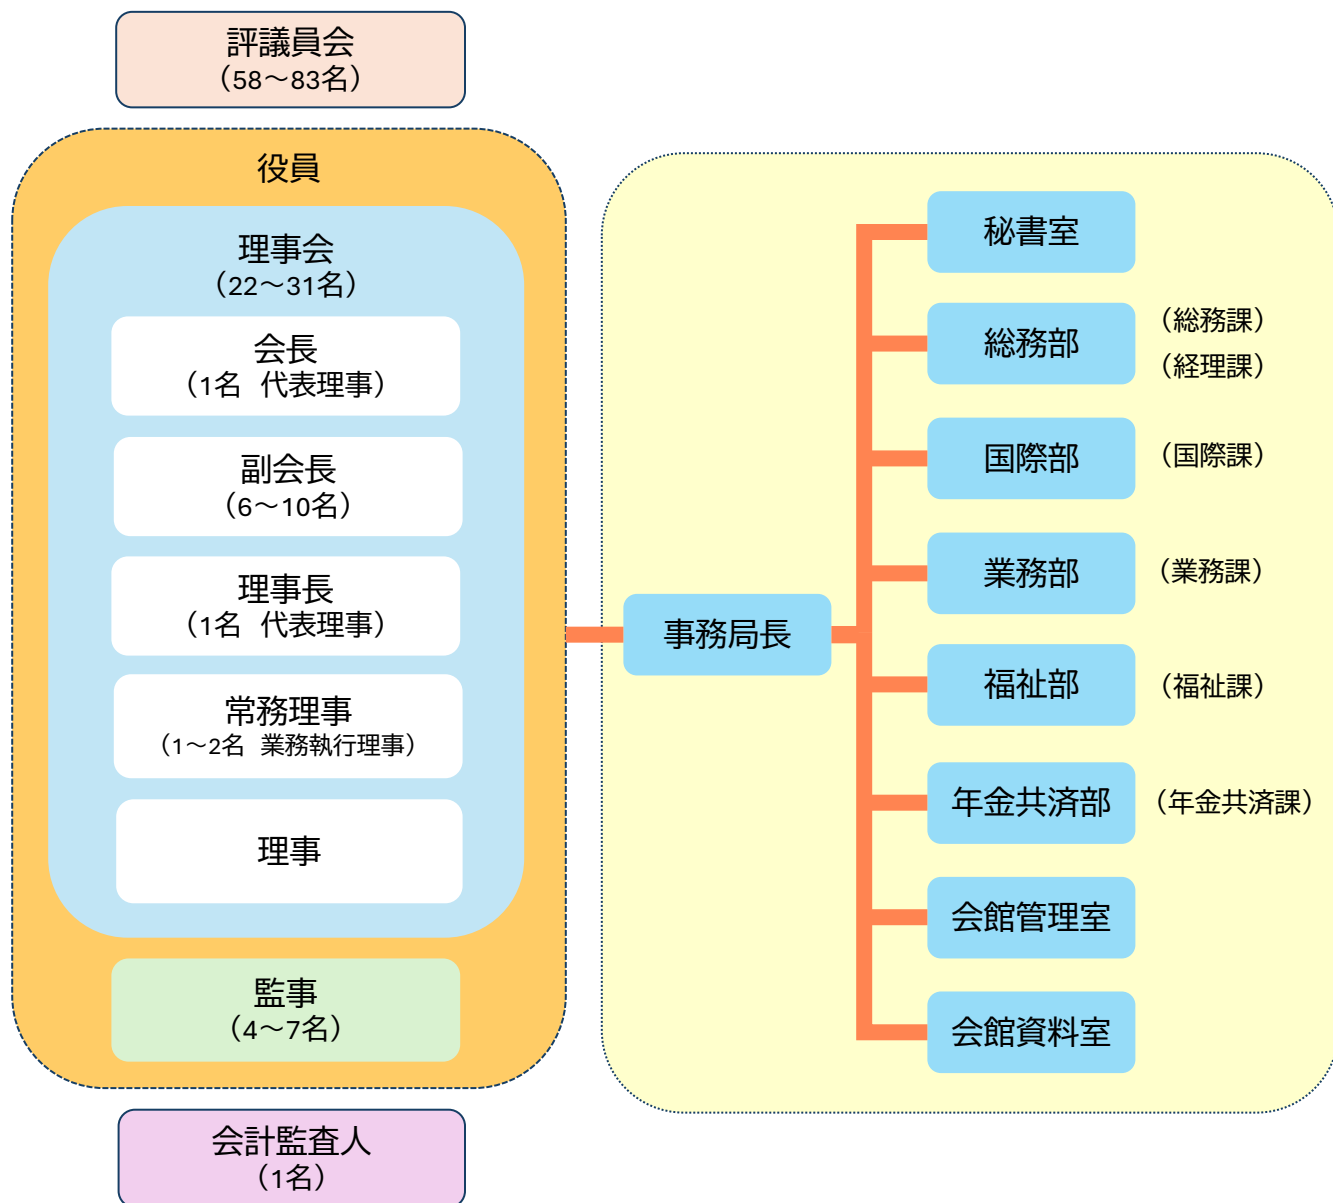 評議員会
（58～83名）
役員
理事会
（22～31名）
会長
（1名 代表理事）
副会長
（6～10名）
理事長
（1名 代表理事）
常務理事
（1～2名 業務執行理事）
理事
監事
（4～7名）
会計監査人
（1名）
事務局長
秘書室
総務部
（総務課）
（経理課）
国際部
（国際課）
業務部
（業務課）
福祉部
（福祉課）
年金共済部
（年金共済課）
会館管理室
会館資料室